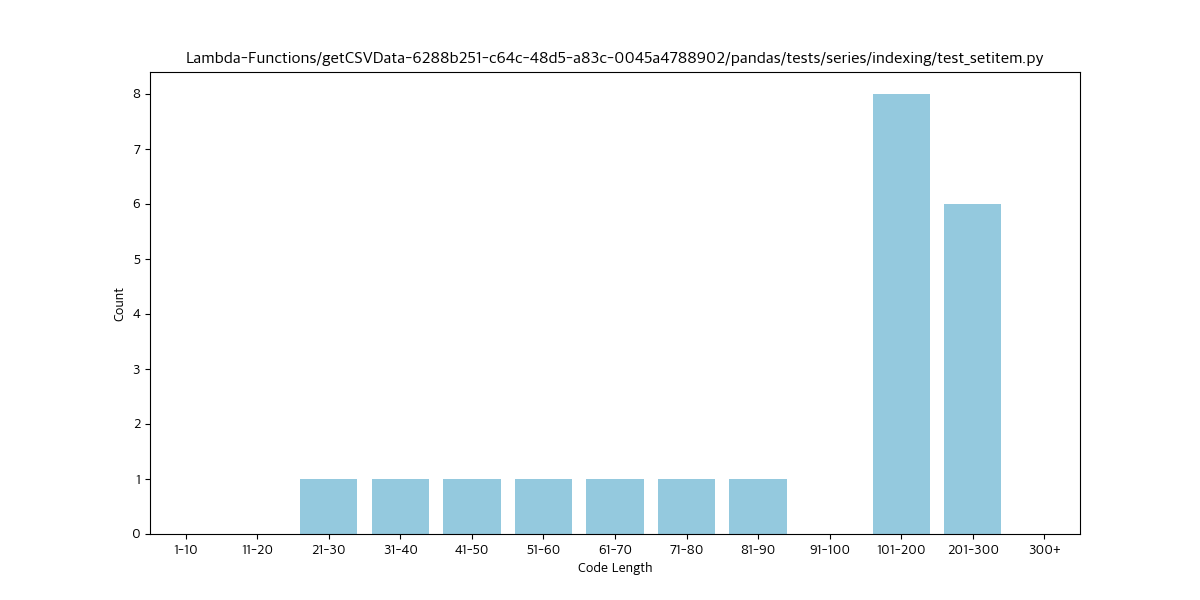 Lambda-Functions/getCSVData-6288b251-c64c-48d5-a83c-0045a4788902/pandas/tests/series/indexing/test_setitem.py
8
7
6
5
4
3
2
1
0
Count
1-10 11-20 21-30 31-40 41-50 51-60 61-70 71-80 81-90 91-100 101-200 201-300 300+
Code Length